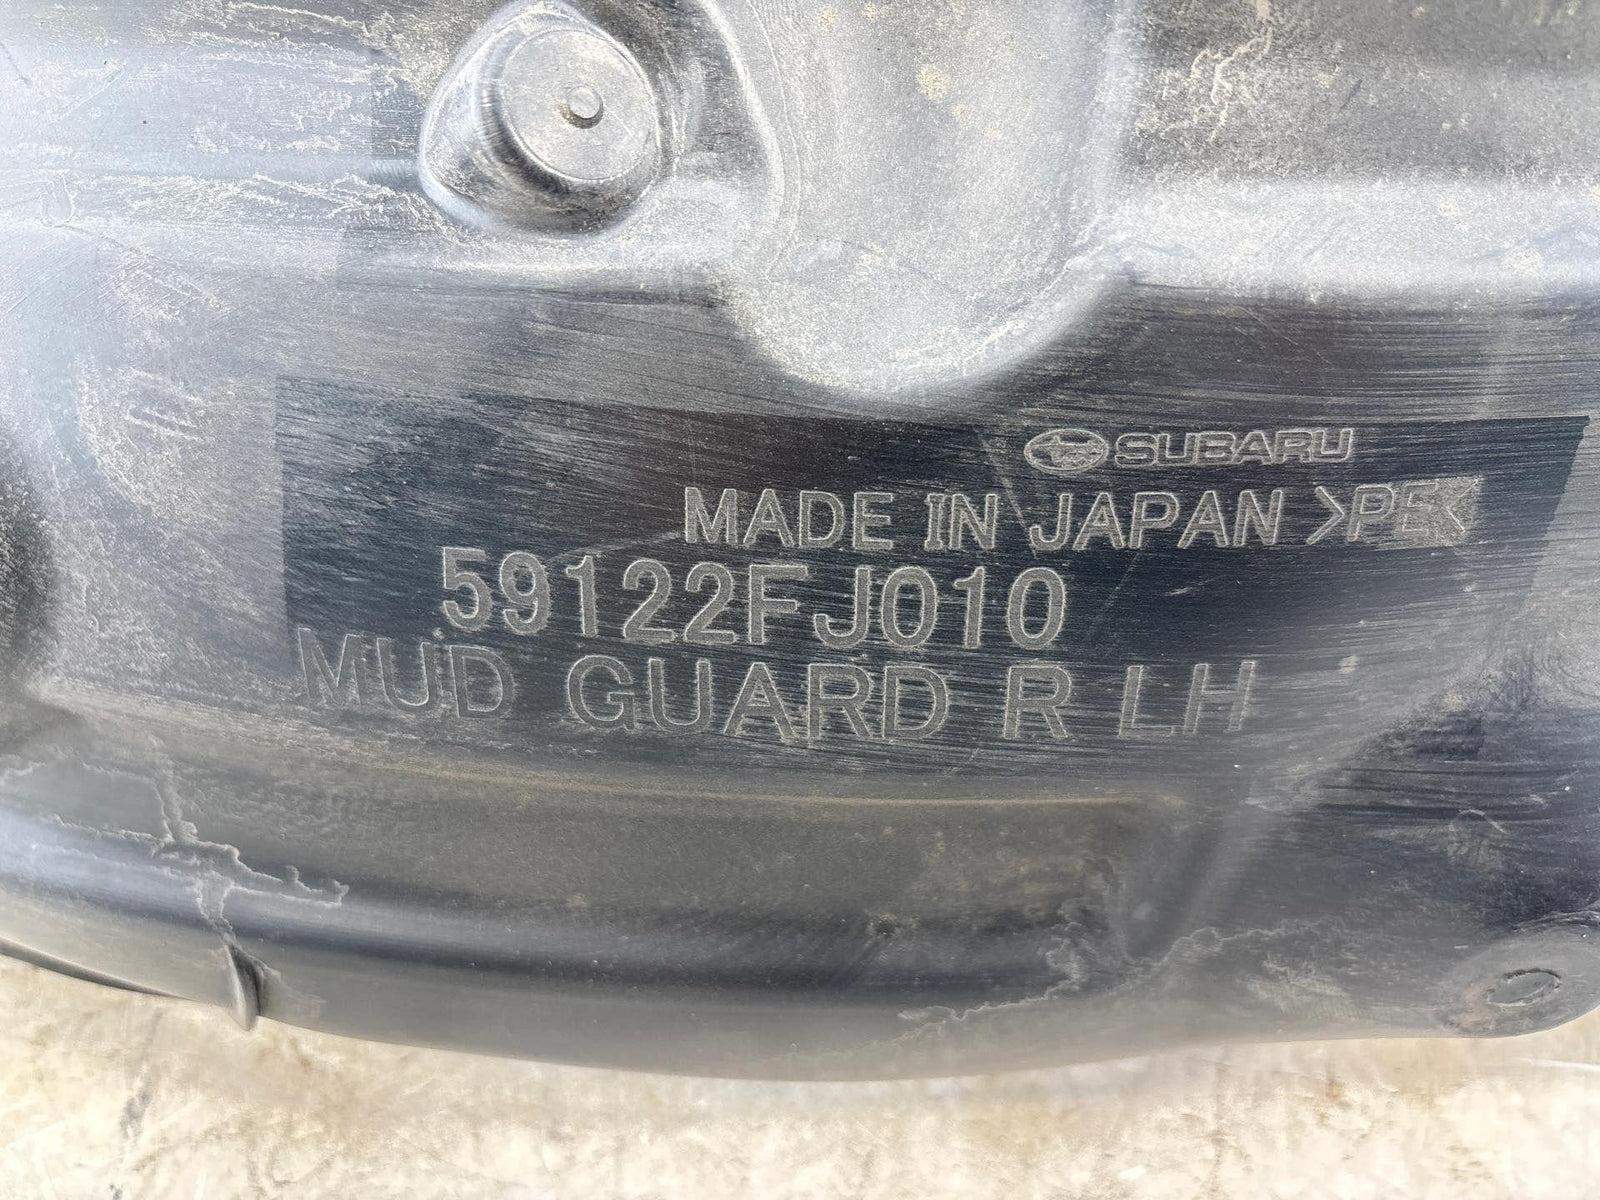 SUBARU
MADE IN JAPAN >PE<
59122FJ010
MUD GUARD R LH